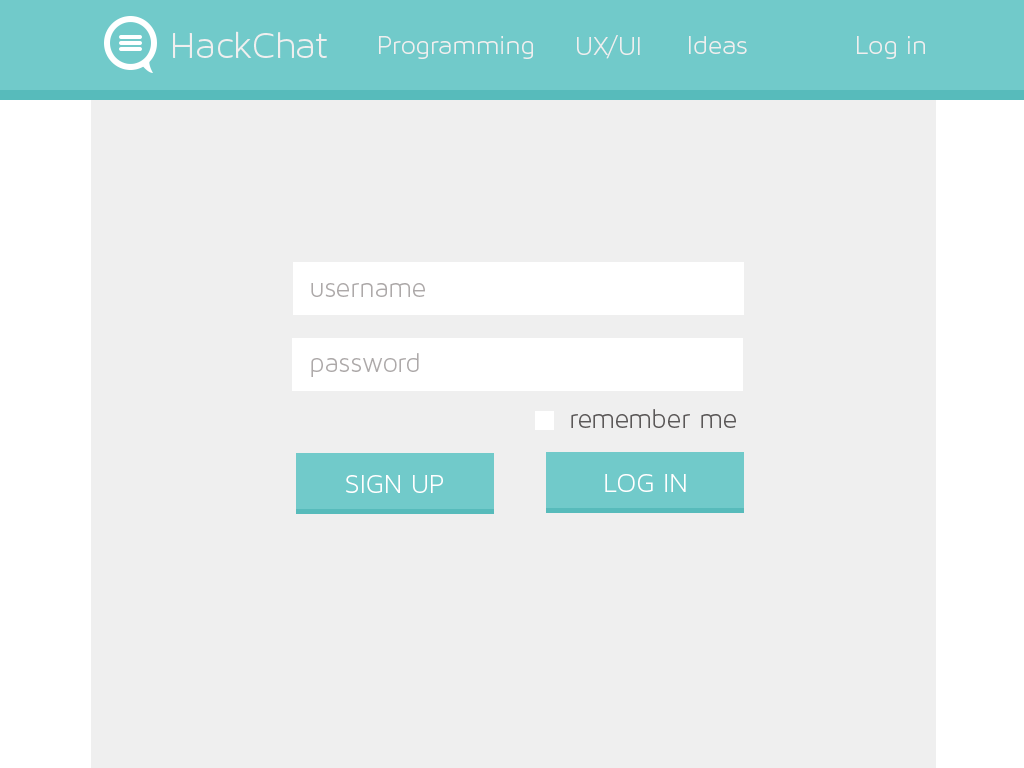 HackChat Programming UX/UI Ideas Log in
username
password
remember me
SIGN UP LOG IN